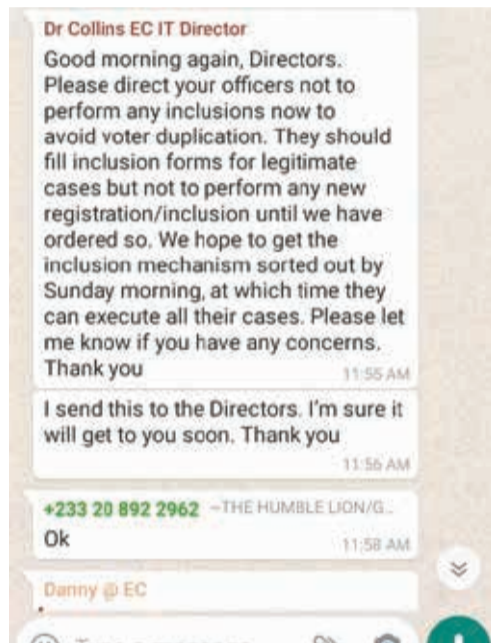 Dr Collins EC IT Director
Good morning again, Directors.
Please direct your officers not to
perform any inclusions now to
avoid voter duplication. They should
fill inclusion forms for legitimate
cases but not to perform any new
registration/inclusion until we have
ordered so. We hope to get the
inclusion mechanism sorted out by
Sunday morning, at which time they
can execute all their cases. Please let
me know if you have any concerns.
Thank you
11:55 AM
I send this to the Directors. I'm sure it
will get to you soon. Thank you
11:56 AM
+233 20 892 2962 ~THE HUMBLE LION/G..
Ok
11:58 AM
Danny @ EC